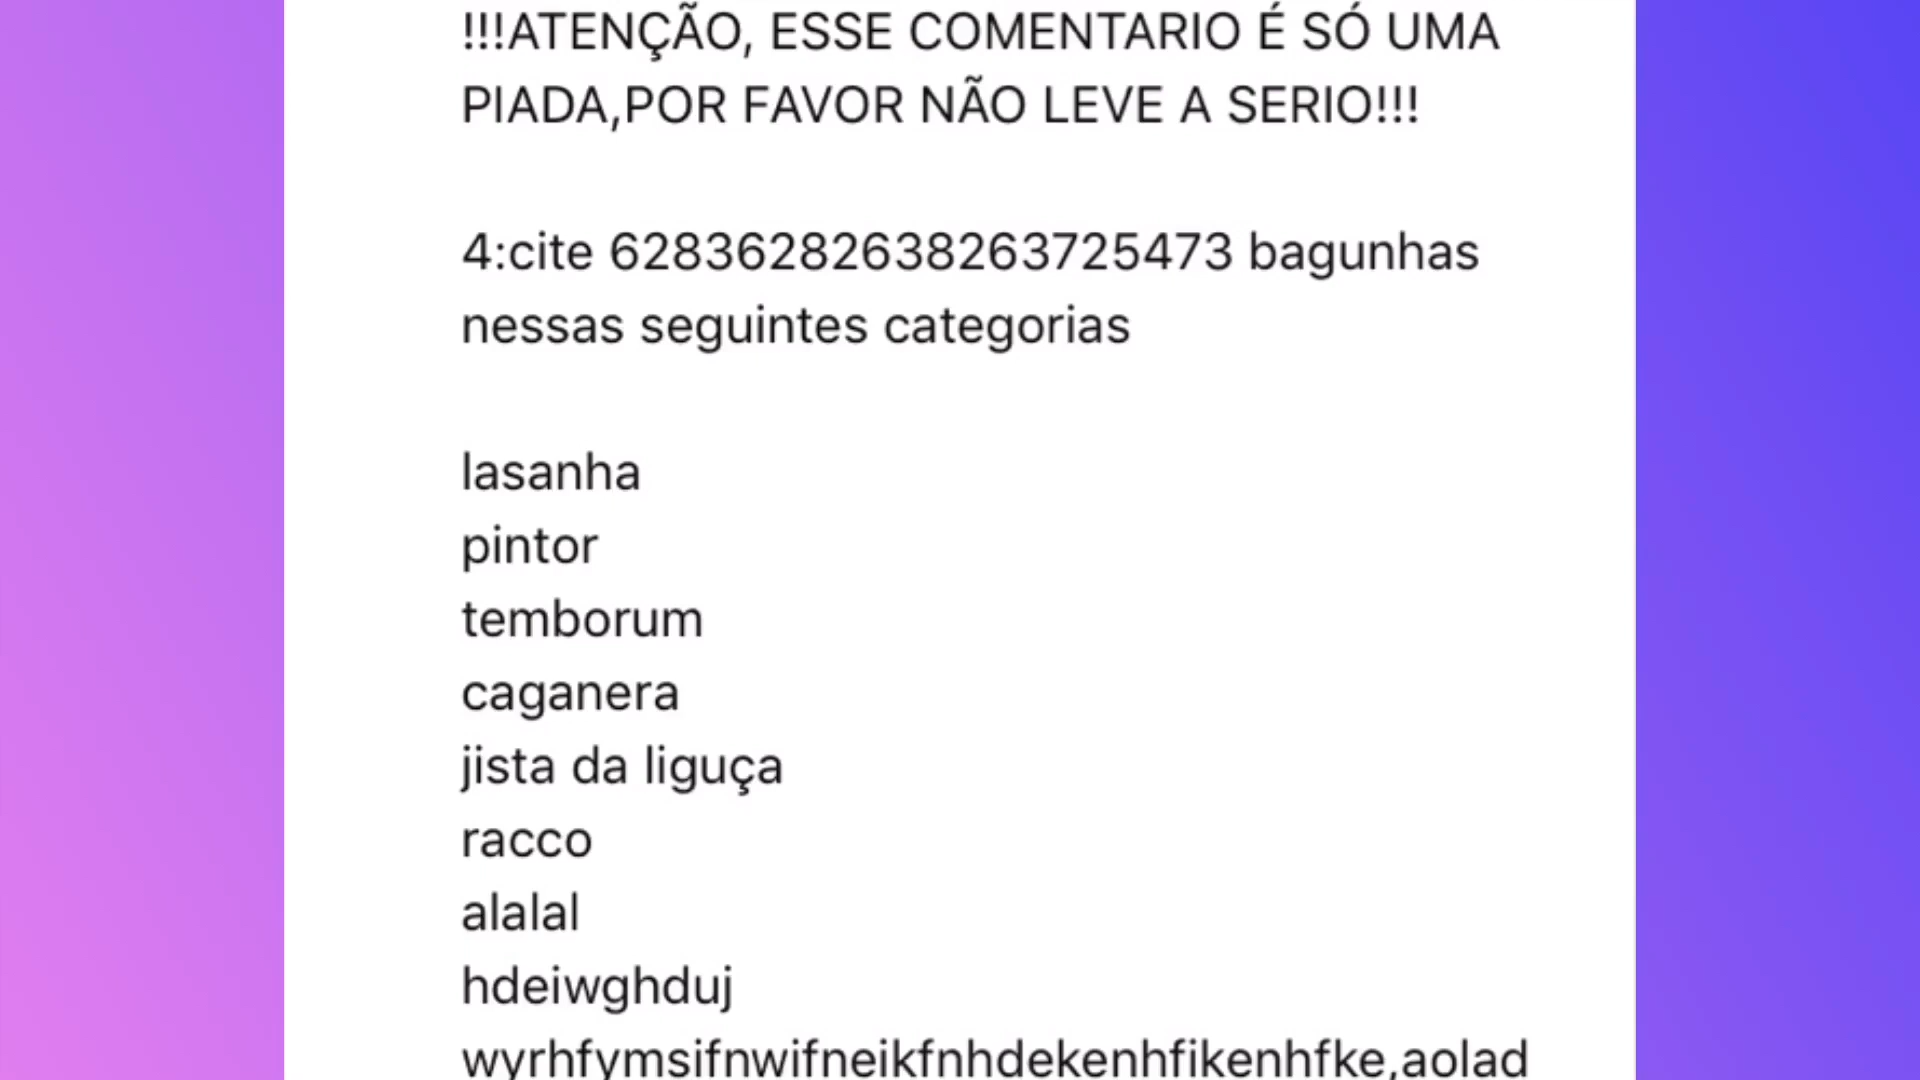 !!!ATENÇÃO, ESSE COMENTARIO É SÓ UMA
PIADA,POR FAVOR NÃO LEVE A SERIO!!!
4:cite 62836282638263725473 bagunhas
nessas seguintes categorias
lasanha
pintor
temborum
caganera
jista da liguça
racco
alalal
hdeiwghduj
wyrhfymsifnwifneikfnhdekenhfikenhfke,aolad